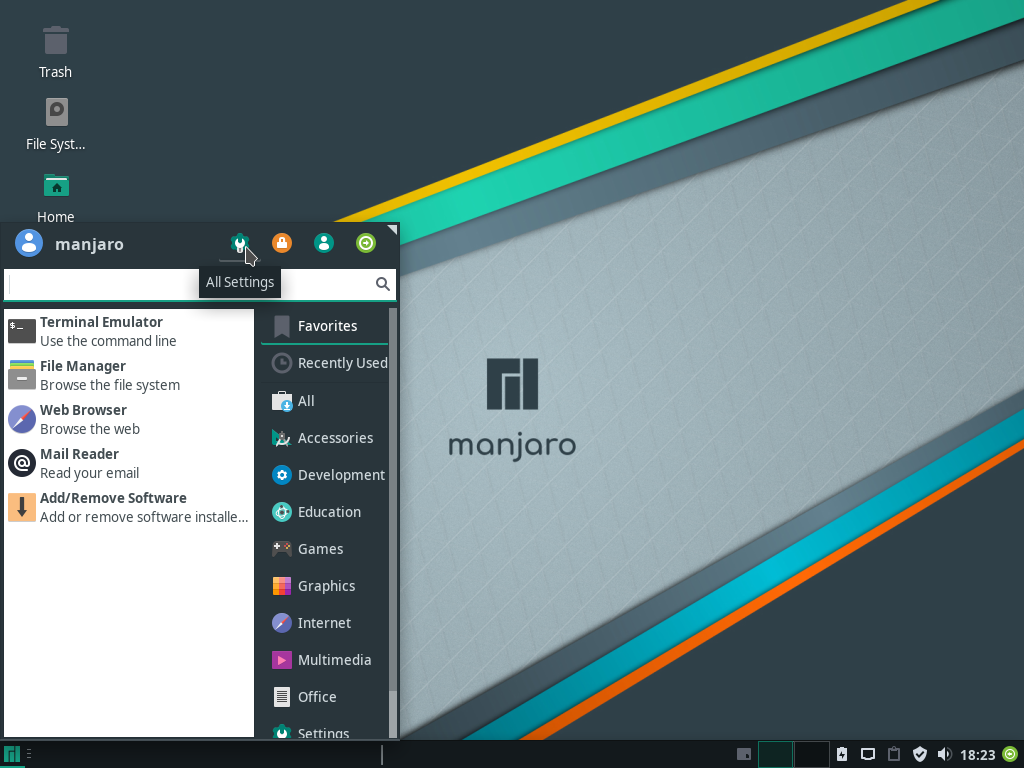 Trash
File Syst...
Home
manjaro
All Settings
Terminal Emulator
Use the command line
File Manager
Browse the file system
Web Browser
Browse the web
Mail Reader
Read your email
Add/Remove Software
Add or remove software installe...
Favorites
Recently Used
All
Accessories
Development
Education
Games
Graphics
Internet
Multimedia
Office
Settings
manjaro
18:23